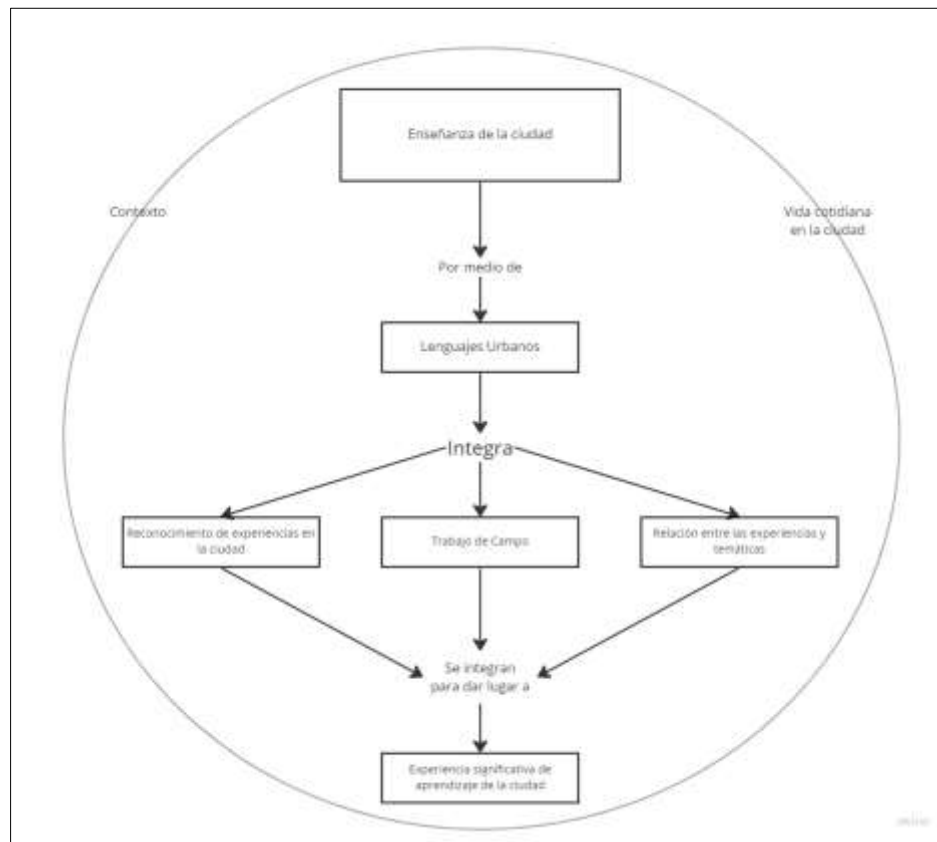 Enseñanza de la ciudad
Contexto
Vida cotidiana
en la ciudad
Por medio de
Lenguajes Urbanos
Integra
Reconocimiento de experiencias en
la ciudad
Trabajo de Campo
Relación entre las experiencias y
temáticas
Se integran
para dar lugar a
Experiencia significativa de
aprendizaje de la ciudad
miro